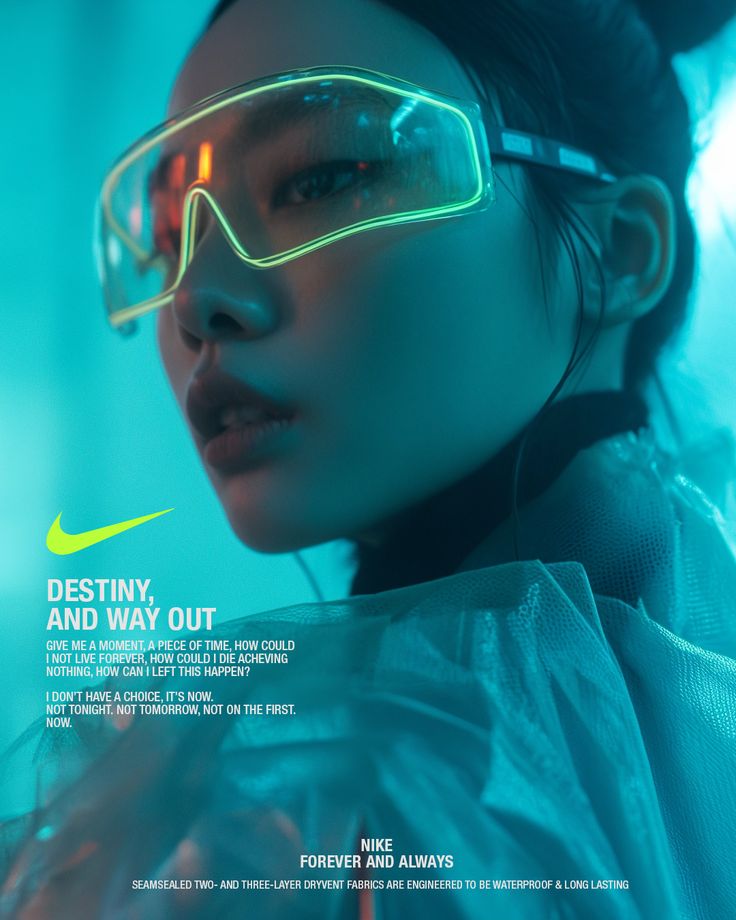 DESTINY,
AND WAY OUT
GIVE ME A MOMENT, A PIECE OF TIME, HOW COULD
I NOT LIVE FOREVER, HOW COULD I DIE ACHEVING
NOTHING, HOW CAN I LEFT THIS HAPPEN?
I DON'T HAVE A CHOICE, IT'S NOW.
NOT TONIGHT. NOT TOMORROW, NOT ON THE FIRST.
NOW.
NIKE
FOREVER AND ALWAYS
SEAMSEALED TWO- AND THREE-LAYER DRYVENT FABRICS ARE ENGINEERED TO BE WATERPROOF & LONG LASTING